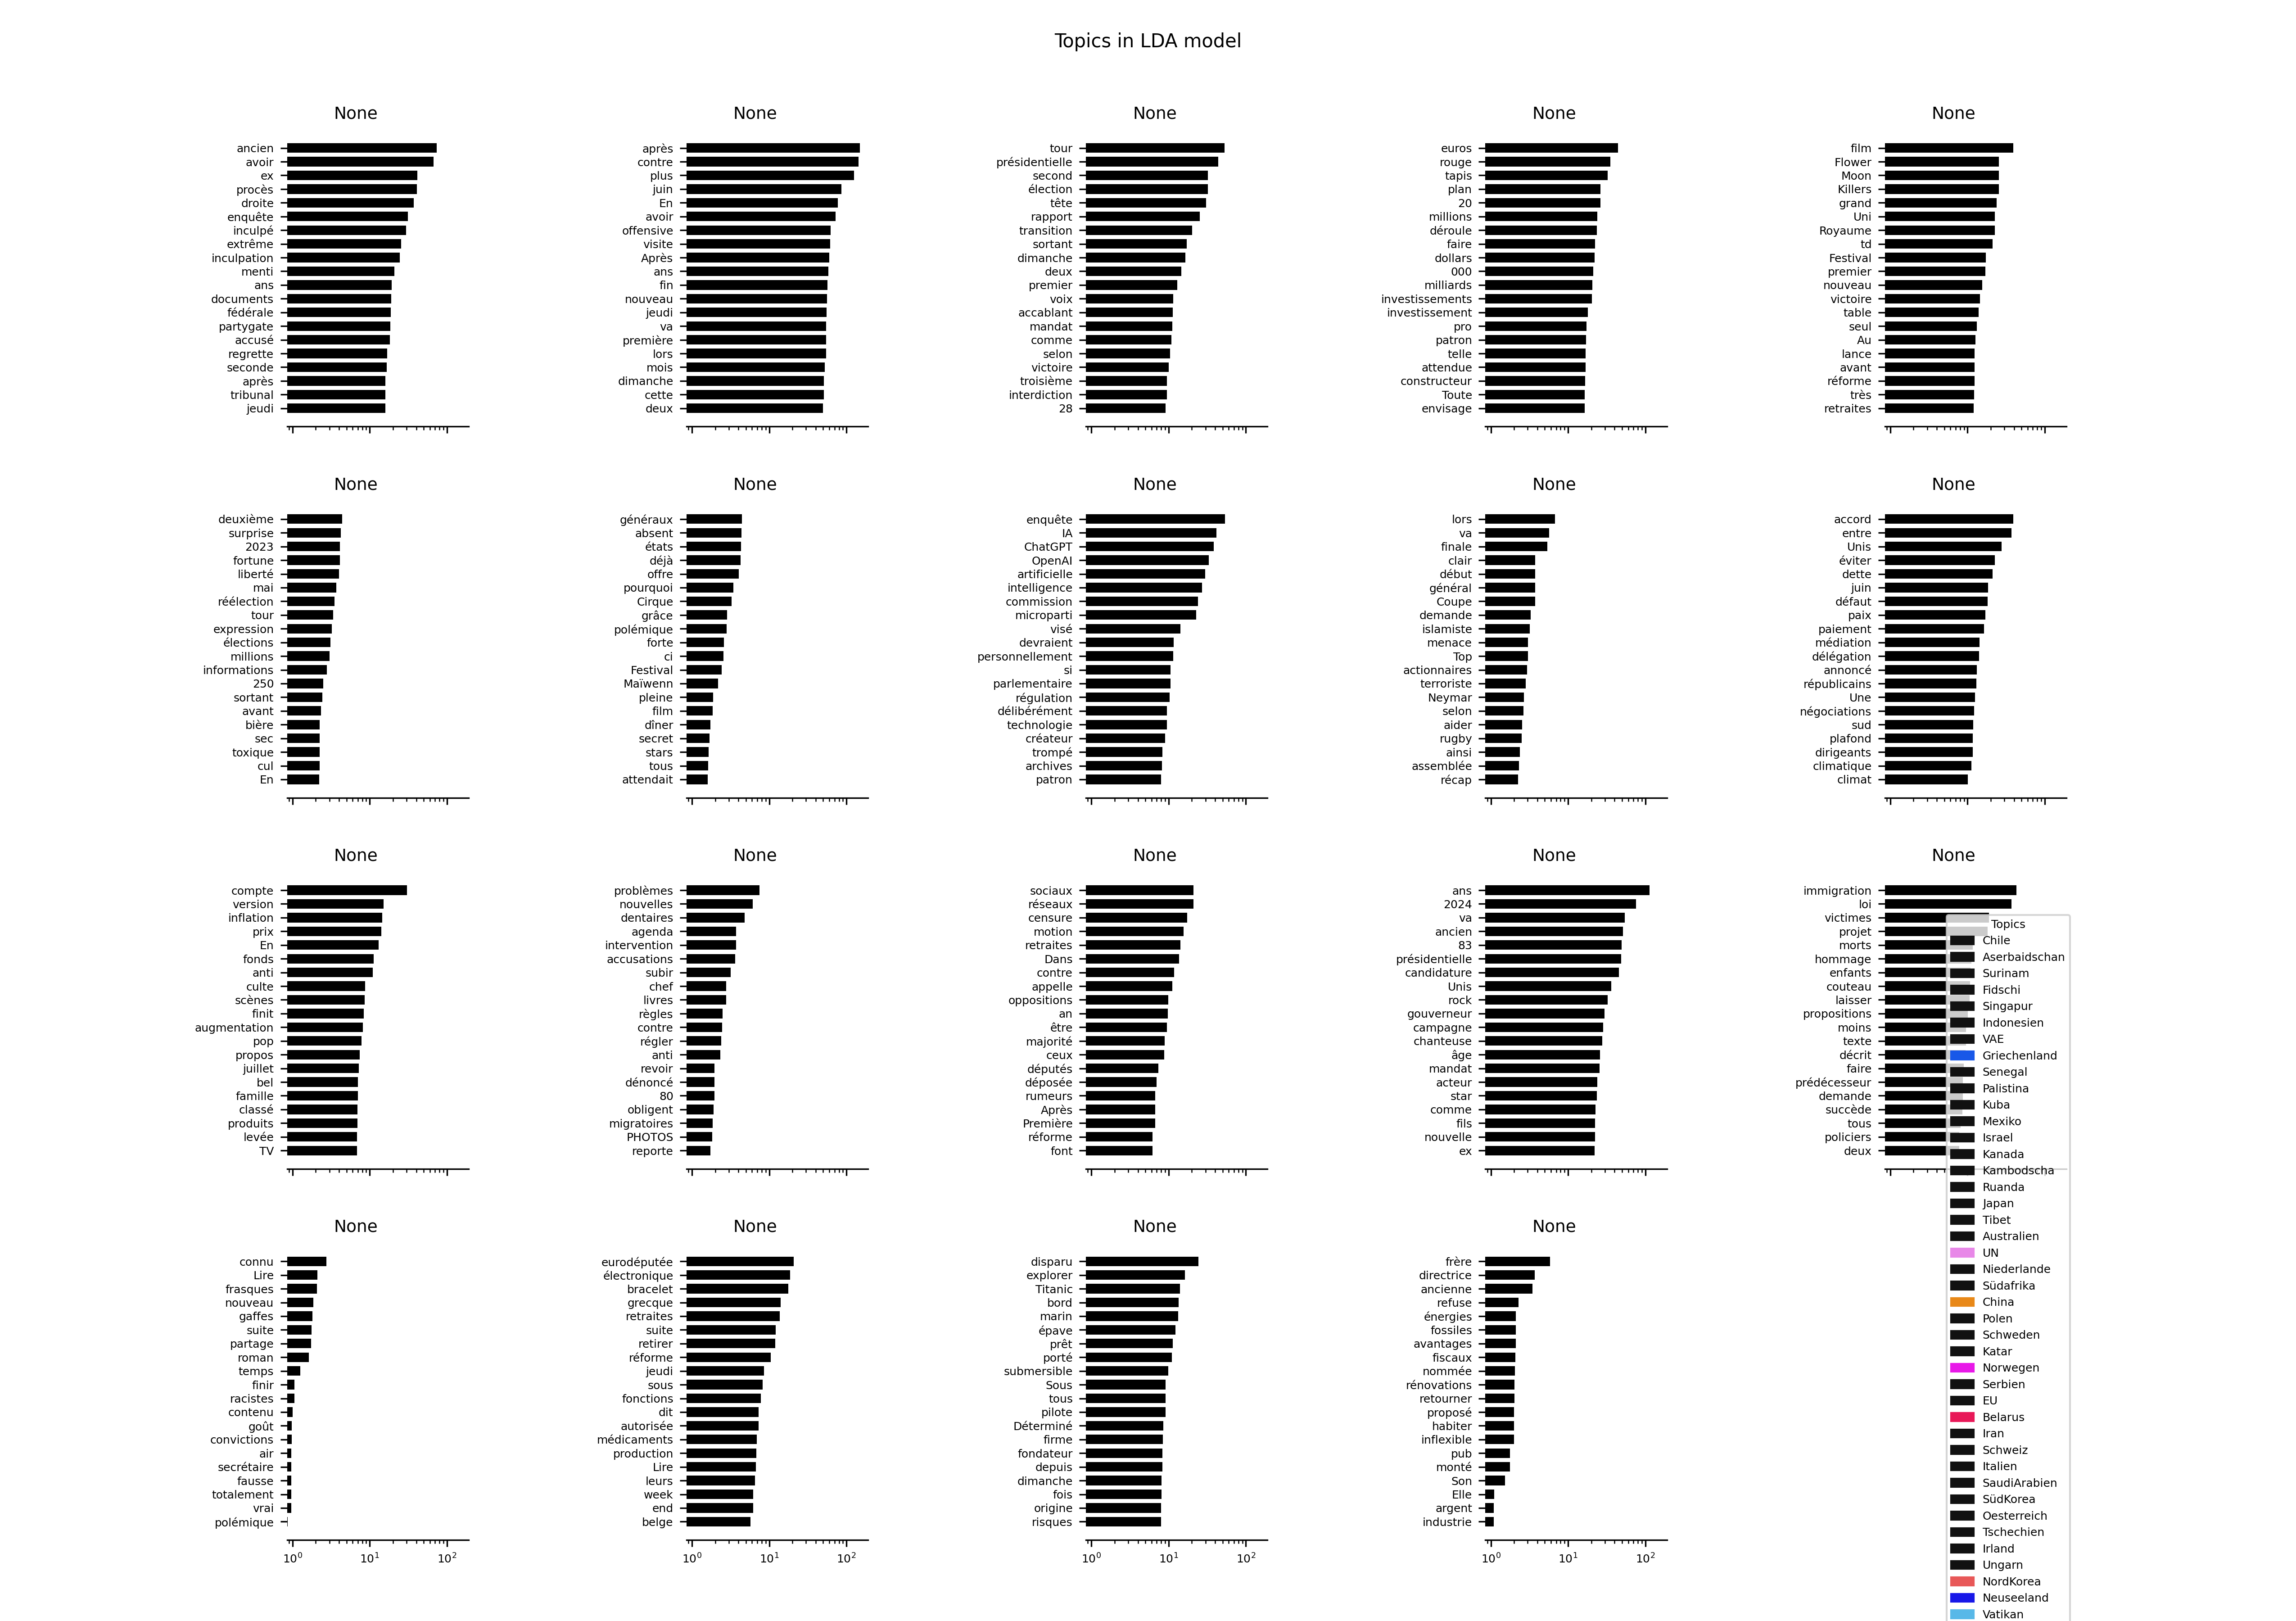 Topics in LDA model
None
ancien
avoir
ex
procès
droite
enquête
inculpé
extrême
inculpation
menti
ans
documents
fédérale
partygate
accusé
regrette
seconde
après
tribunal
jeudi
None
après
contre
plus
juin
En
avoir
offensive
visite
Après
ans
fin
nouveau
jeudi
va
première
lors
mois
dimanche
cette
deux
None
tour
présidentielle
second
élection
tête
rapport
transition
sortant
dimanche
deux
premier
voix
accablant
mandat
comme
selon
victoire
troisième
interdiction
28
None
euros
rouge
tapis
plan
20
millions
déroule
faire
dollars
000
milliards
investissements
investissement
pro
patron
telle
attendue
constructeur
Toute
envisage
None
film
Flower
Moon
Killers
grand
Uni
Royaume
td
Festival
premier
nouveau
victoire
table
seul
Au
lance
avant
réforme
très
retraites
None
deuxième
surprise
2023
fortune
liberté
mai
réélection
tour
expression
élections
millions
informations
250
sortant
avant
bière
sec
toxique
cul
En
None
généraux
absent
états
déjà
offre
pourquoi
Cirque
grâce
polémique
forte
ci
Festival
Maïwenn
pleine
film
dîner
secret
stars
tous
attendait
None
enquête
IA
ChatGPT
OpenAI
artificielle
intelligence
commission
microparti
visé
devraient
personnellement
si
parlementaire
régulation
délibérément
technologie
créateur
trompé
archives
patron
None
lors
va
finale
clair
début
général
Coupe
demande
islamiste
menace
Top
actionnaires
terroriste
Neymar
selon
aider
rugby
ainsi
assemblée
récap
None
accord
entre
Unis
éviter
dette
juin
défaut
paix
paiement
médiation
délégation
annoncé
républicains
Une
négociations
sud
plafond
dirigeants
climatique
climat
None
compte
version
inflation
prix
En
fonds
anti
culte
scènes
finit
augmentation
pop
propos
juillet
bel
famille
classé
produits
levée
TV
None
problèmes
nouvelles
dentaires
agenda
intervention
accusations
subir
chef
livres
règles
contre
régler
anti
revoir
dénoncé
80
obligent
migratoires
PHOTOS
reporte
None
sociaux
réseaux
censure
motion
retraites
Dans
contre
appelle
oppositions
an
être
majorité
ceux
députés
déposée
rumeurs
Après
Première
réforme
font
None
ans
2024
va
ancien
83
présidentielle
candidature
Unis
rock
gouverneur
campagne
chanteuse
âge
mandat
acteur
star
comme
fils
nouvelle
ex
None
immigration
loi
victimes
projet
morts
hommage
enfants
couteau
laisser
propositions
moins
texte
décrit
faire
prédécesseur
demande
succède
tous
policiers
deux
None
connu
Lire
frasques
nouveau
gaffes
suite
partage
roman
temps
finir
racistes
contenu
goût
convictions
air
secrétaire
fausse
totalement
vrai
polémique
10⁰ 10¹ 10²
None
eurodéputée
électronique
bracelet
grecque
retraites
suite
retirer
réforme
jeudi
sous
fonctions
dit
autorisée
médicaments
production
Lire
leurs
week
end
belge
10⁰ 10¹ 10²
None
disparu
explorer
Titanic
bord
marin
épave
prêt
porté
submersible
Sous
tous
pilote
Déterminé
firme
fondateur
depuis
dimanche
fois
origine
risques
10⁰ 10¹ 10²
None
frère
directrice
ancienne
refuse
énergies
fossiles
avantages
fiscaux
nommée
rénovations
retourner
proposé
habiter
inflexible
pub
monté
Son
Elle
argent
industrie
10⁰ 10¹ 10²
Topics
Chile
Aserbaidschan
Surinam
Fidschi
Singapur
Indonesien
VAE
Griechenland
Senegal
Palistina
Kuba
Mexiko
Israel
Kanada
Kambodscha
Ruanda
Japan
Tibet
Australien
UN
Niederlande
Südafrika
China
Polen
Schweden
Katar
Norwegen
Serbien
EU
Belarus
Iran
Schweiz
Italien
SaudiArabien
SüdKorea
Oesterreich
Tschechien
Irland
Ungarn
NordKorea
Neuseeland
Vatikan